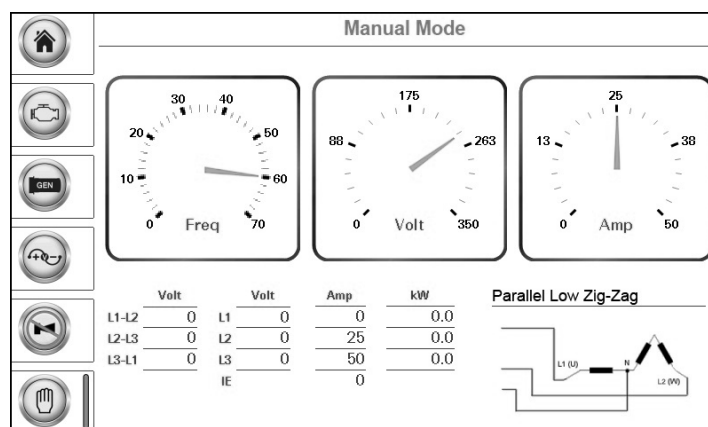 Manual Mode
30 40
20 50
10 60
0 Freq 70
175
88 263
0 Volt 350
25
13 38
0 Amp 50
GEN
Volt Volt Amp kW
L1-L2 0 L1 0 0 0.0
L2-L3 0 L2 0 25 0.0
L3-L1 0 L3 0 50 0.0
IE 0
Parallel Low Zig-Zag
L1 (U) N
L2 (W)